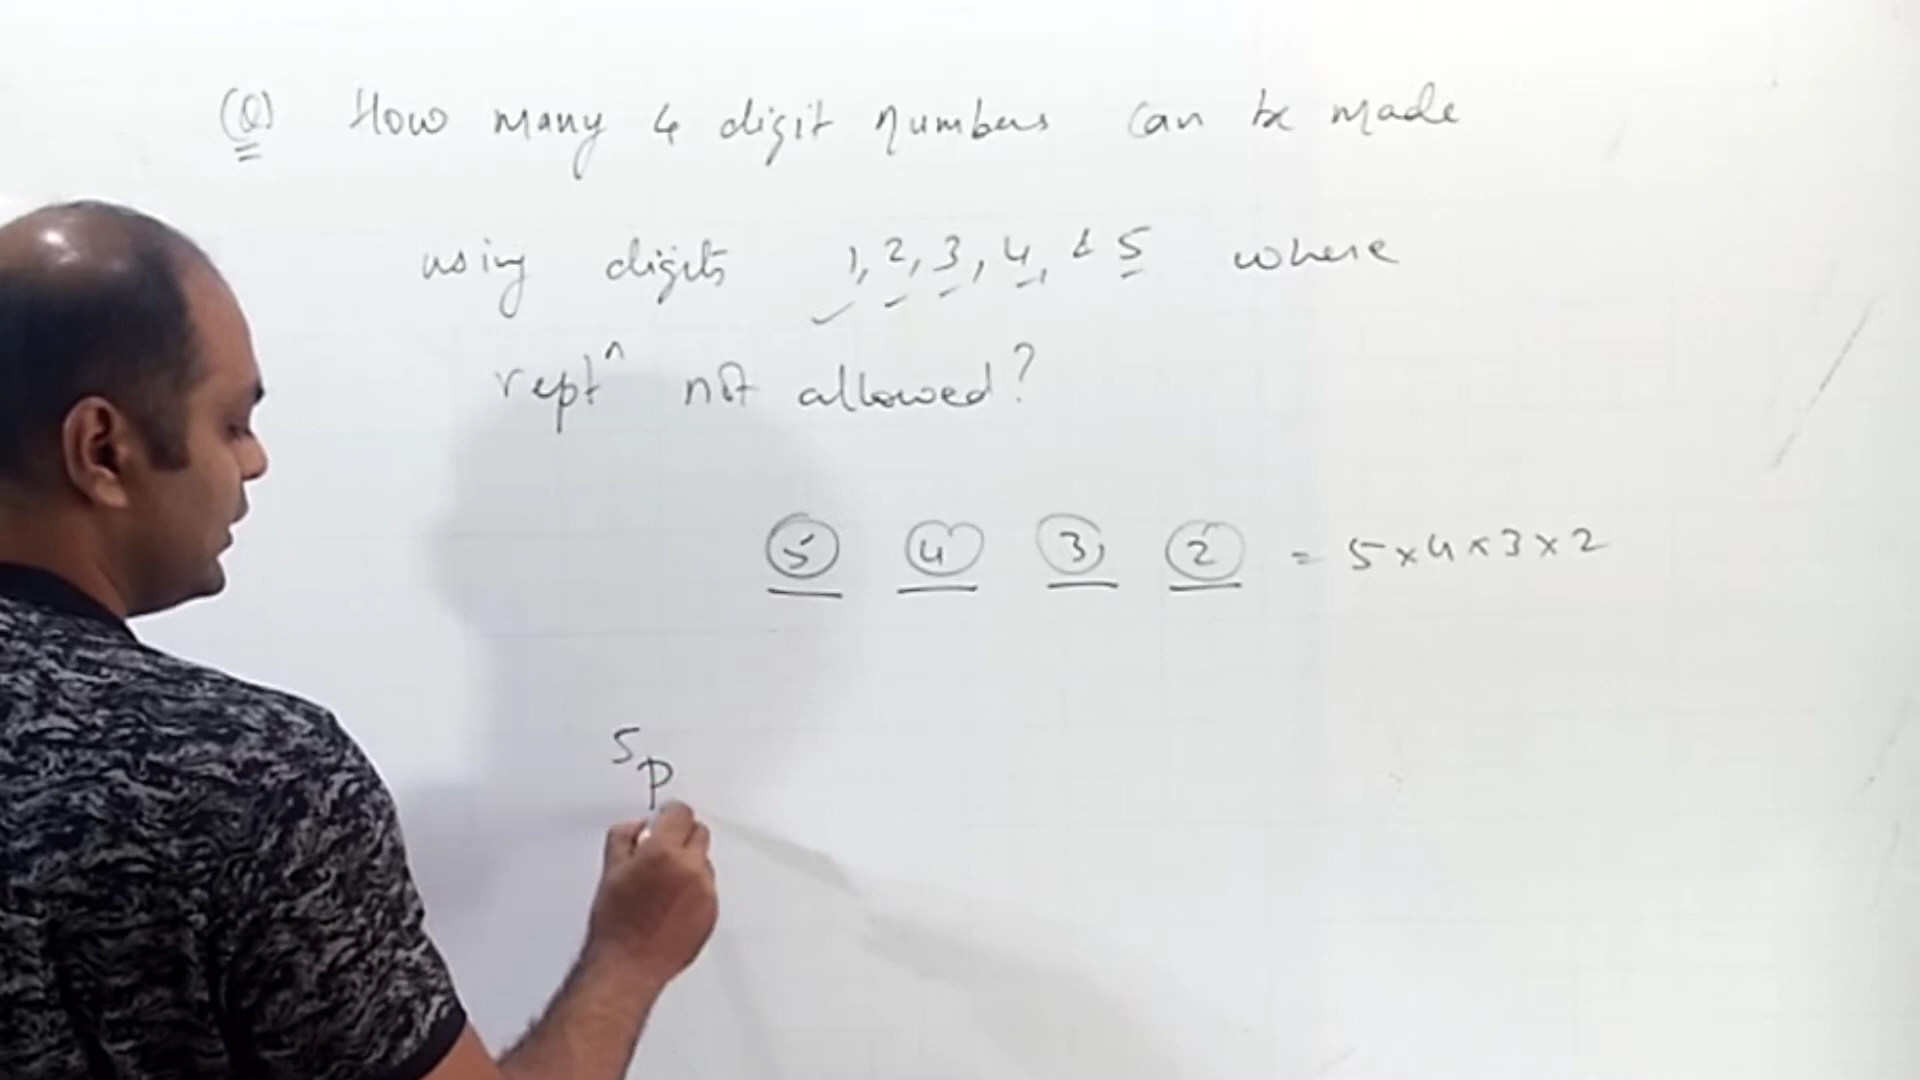 (Q) How many 4 digit numbers can be made
using digits 1, 2, 3, 4, & 5 where
reptⁿ not allowed?
5 4 3 2 = 5 × 4 × 3 × 2
⁵P